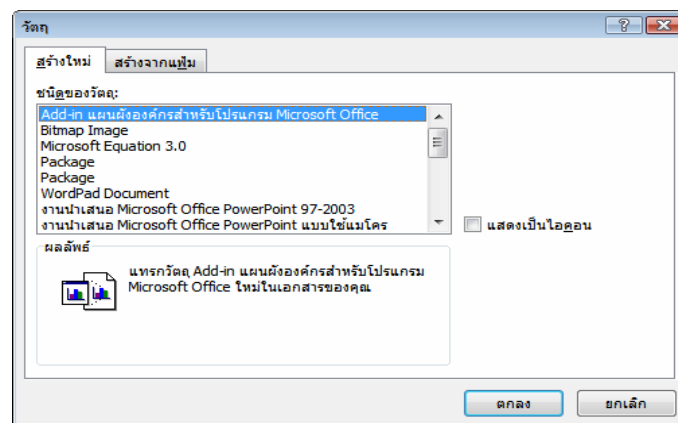 วัตถุ
สร้างใหม่
สร้างจากแฟ้ม
ชนิดของวัตถุ:
Add-in แผนผังองค์กรสำหรับโปรแกรม Microsoft Office
Bitmap Image
Microsoft Equation 3.0
Package
Package
WordPad Document
งานนำเสนอ Microsoft Office PowerPoint 97-2003
งานนำเสนอ Microsoft Office PowerPoint แบบใช้แมโคร
แสดงเป็นไอคอน
ผลลัพธ์
แทรกวัตถุ Add-in แผนผังองค์กรสำหรับโปรแกรม
Microsoft Office ใหม่ในเอกสารของคุณ
ตกลง
ยกเลิก